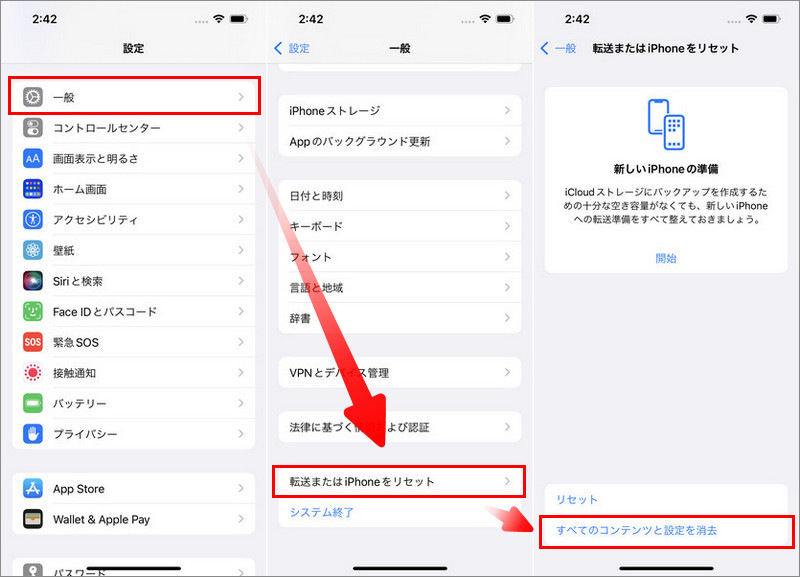 2:42
設定
一般
コントロールセンター
画面表示と明るさ
ホーム画面
アクセシビリティ
壁紙
Siriと検索
Face IDとパスコード
SOS
緊急SOS
接触通知
バッテリー
プライバシー
App Store
Wallet & Apple Pay
パスワード
2:42
設定
一般
iPhoneストレージ
Appのバックグラウンド更新
日付と時刻
キーボード
フォント
言語と地域
辞書
VPNとデバイス管理
法律に基づく情報および認証
転送またはiPhoneをリセット
システム終了
2:42
一般
転送またはiPhoneをリセット
新しいiPhoneの準備
iCloudストレージにバックアップを作成するた
めの十分な空き容量がなくても、新しいiPhone
への転送準備をすべて整えておきましょう。
開始
リセット
すべてのコンテンツと設定を消去